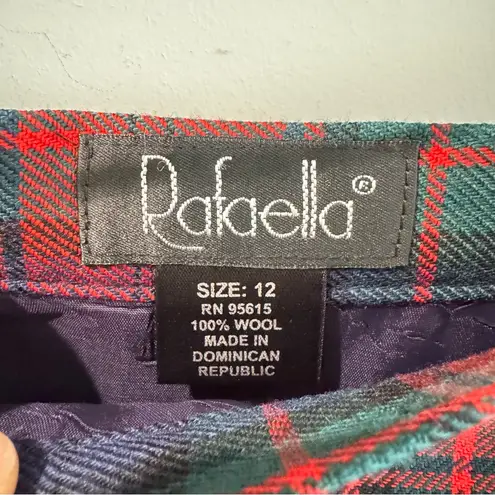 Rafaella®
SIZE: 12
RN 95615
100% WOOL
MADE IN
DOMINICAN
REPUBLIC